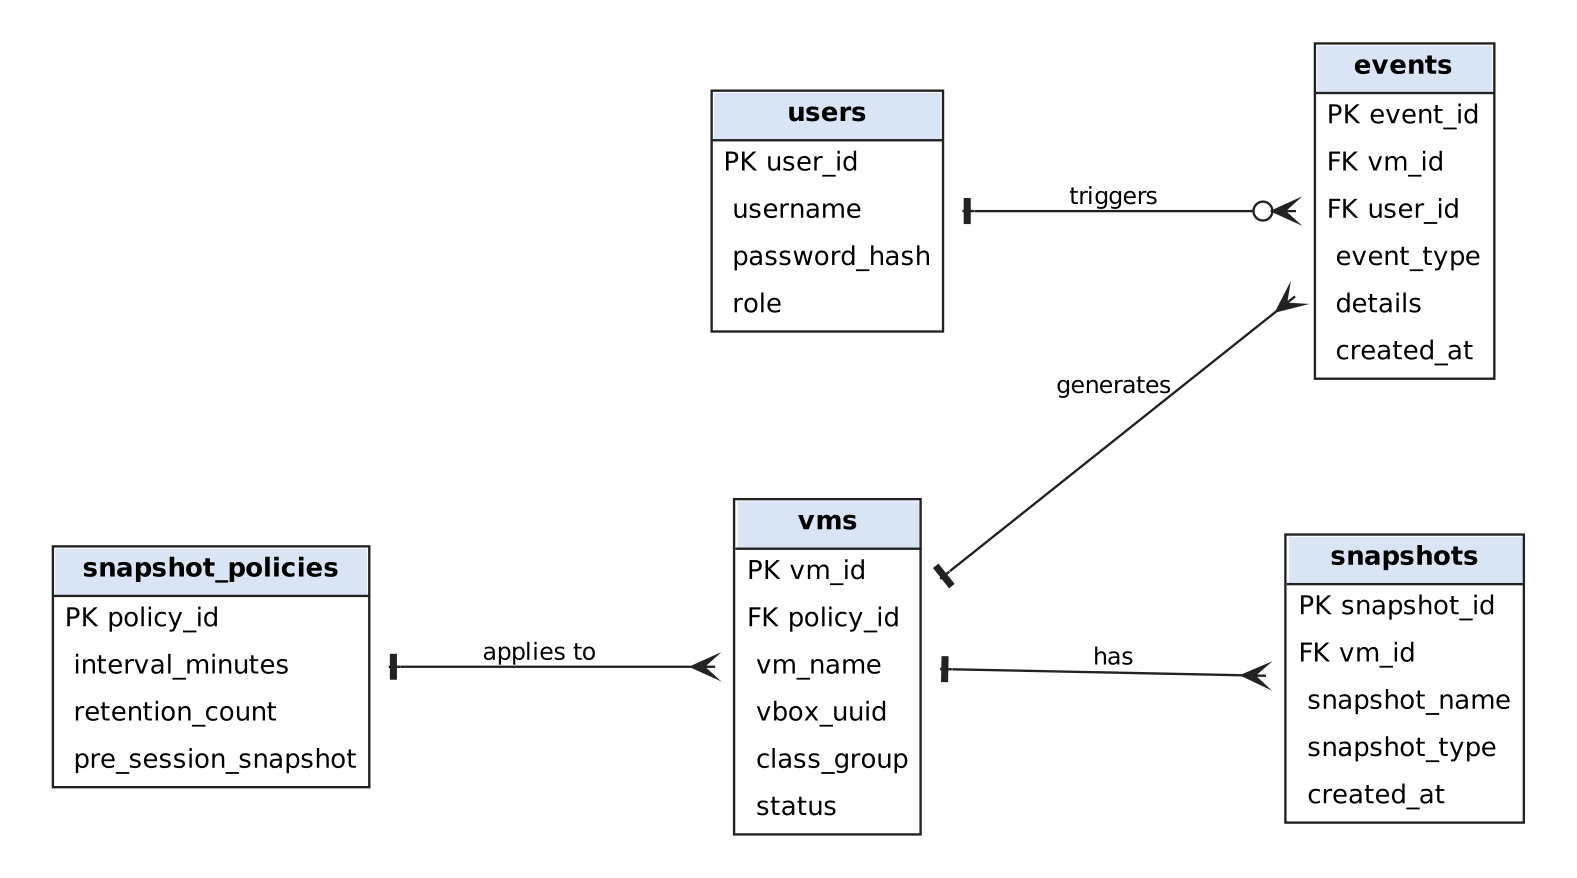 users
PK user_id
username
password_hash
role
triggers
events
PK event_id
FK vm_id
FK user_id
event_type
details
created_at
generates
snapshot_policies
PK policy_id
interval_minutes
retention_count
pre_session_snapshot
applies to
vms
PK vm_id
FK policy_id
vm_name
vbox_uuid
class_group
status
has
snapshots
PK snapshot_id
FK vm_id
snapshot_name
snapshot_type
created_at